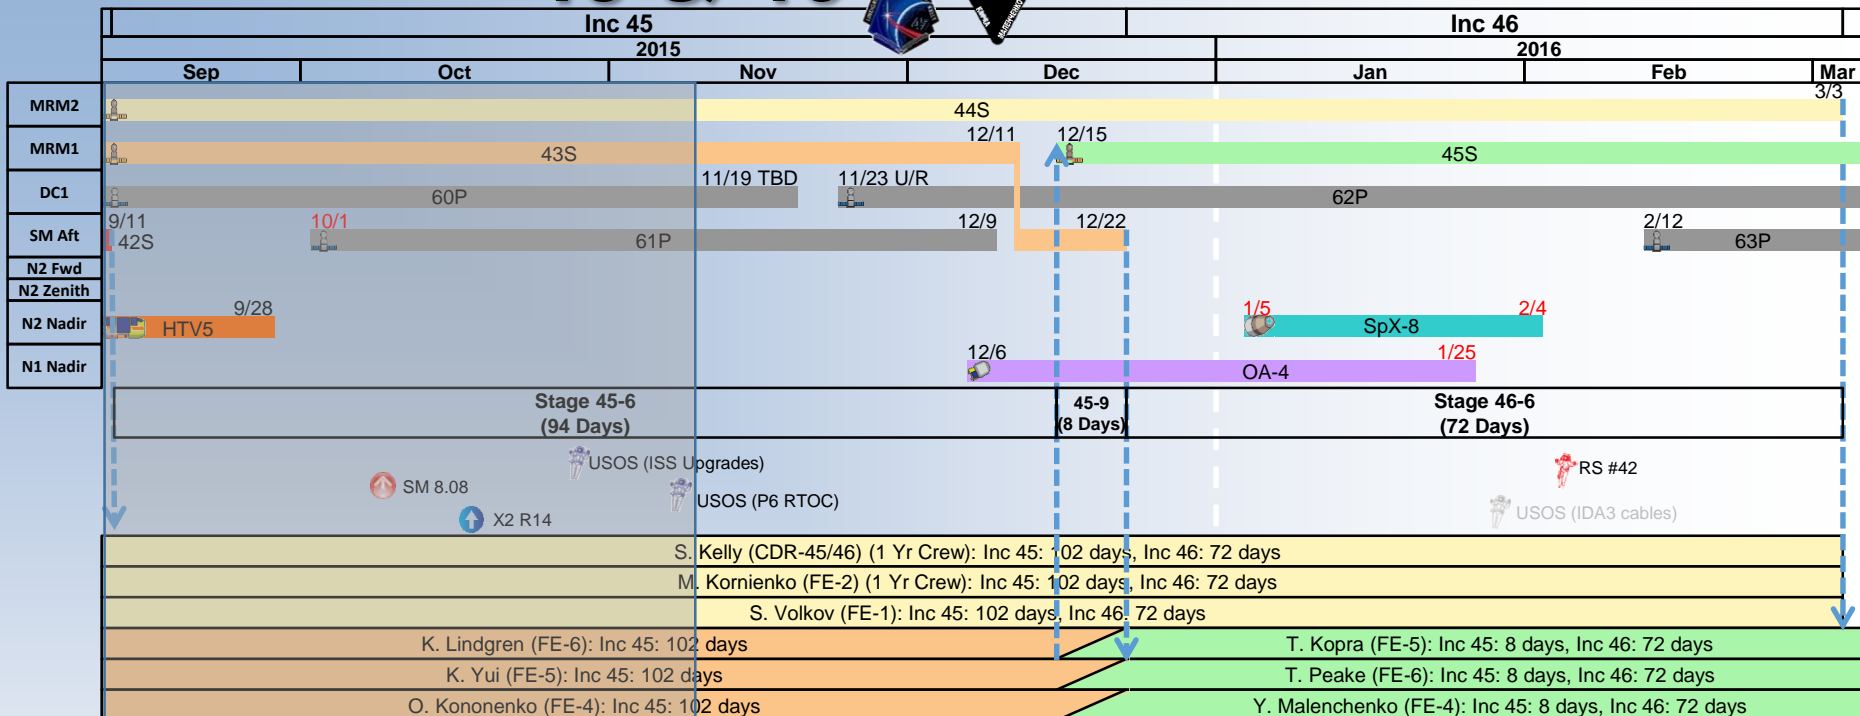 Inc 45
Inc 46
2015
2016
Sep
Oct
Nov
Dec
Jan
Feb
Mar
MRM2
44S
3/3
MRM1
43S
12/11
12/15
45S
DC1
60P
11/19 TBD
11/23 U/R
62P
SM Aft
9/11
42S
10/1
61P
12/9
12/22
2/12
63P
N2 Fwd
N2 Zenith
N2 Nadir
9/28
HTV5
1/5
SpX-8
2/4
N1 Nadir
12/6
OA-4
1/25
Stage 45-6
(94 Days)
45-9
(8 Days)
Stage 46-6
(72 Days)
USOS (ISS Upgrades)
SM 8.08
USOS (P6 RTOC)
X2 R14
RS #42
USOS (IDA3 cables)
S. Kelly (CDR-45/46) (1 Yr Crew): Inc 45: 102 days, Inc 46: 72 days
M. Kornienko (FE-2) (1 Yr Crew): Inc 45: 102 days, Inc 46: 72 days
S. Volkov (FE-1): Inc 45: 102 days, Inc 46: 72 days
K. Lindgren (FE-6): Inc 45: 102 days
T. Kopra (FE-5): Inc 45: 8 days, Inc 46: 72 days
K. Yui (FE-5): Inc 45: 102 days
T. Peake (FE-6): Inc 45: 8 days, Inc 46: 72 days
O. Kononenko (FE-4): Inc 45: 102 days
Y. Malenchenko (FE-4): Inc 45: 8 days, Inc 46: 72 days